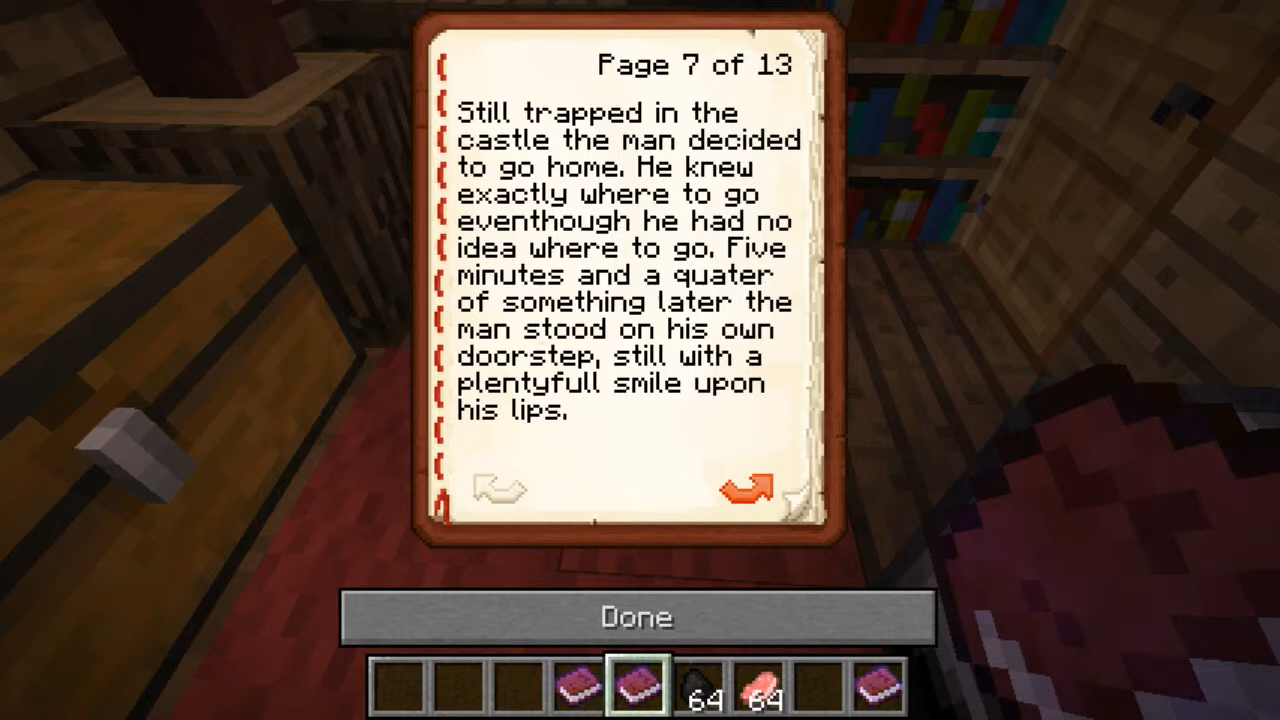 Page 7 of 13
Still trapped in the
castle the man decided
to go home. He knew
exactly where to go
eventhough he had no
idea where to go. Five
minutes and a quater
of something later the
man stood on his own
doorstep, still with a
plentyfull smile upon
his lips.
Done
64 64